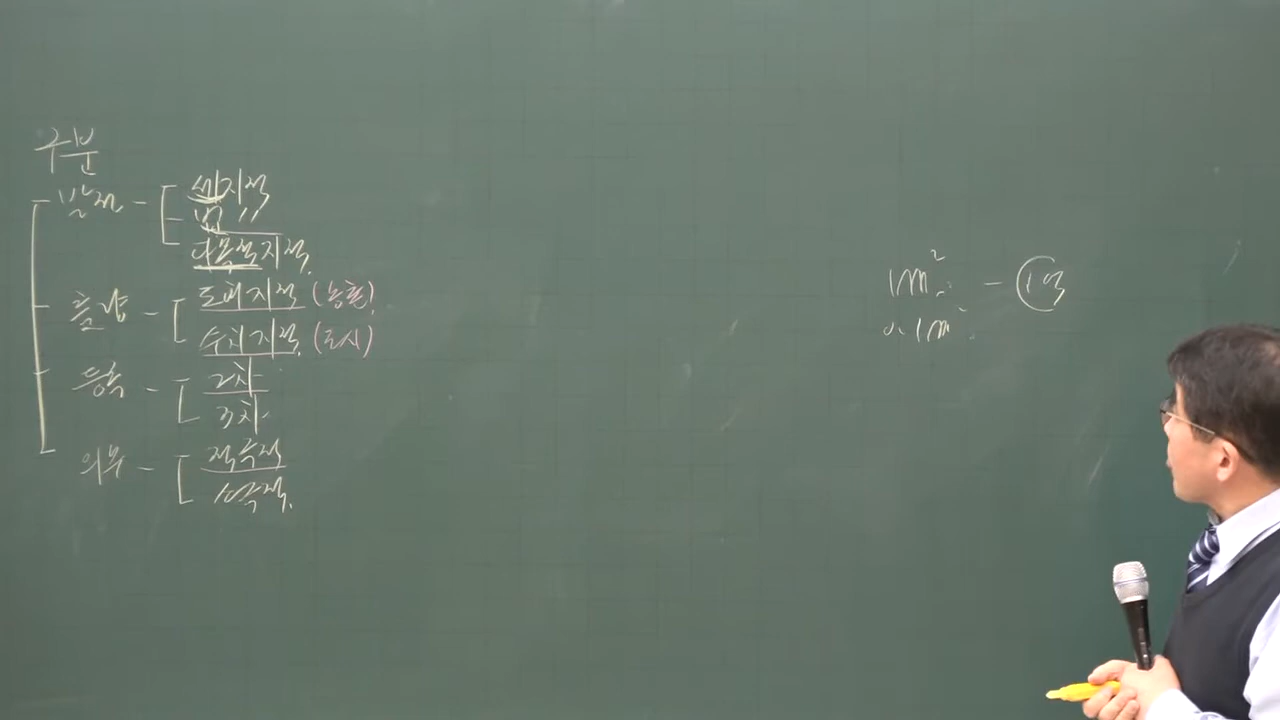 구분
발전 - 세지적
법 〃
다목적지적.
측량 - 도해지적 (농촌)
수치지적. (도시)
등록 - 2차
3차
의무 - 적극적
소극적.
1m² - 1억
0.1m².